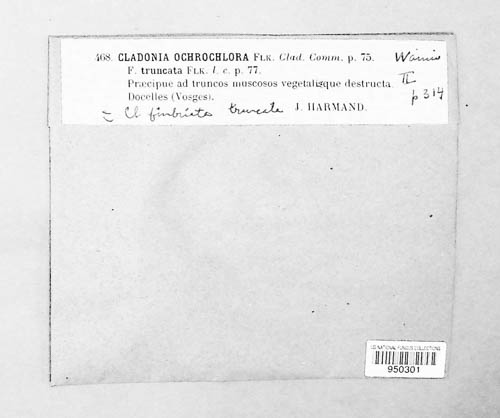 468. CLADONIA OCHROCHLORA FLK. Clad. Comm. p. 75.
F. truncata FLK. l. c. p. 77.
Præcipue ad truncos muscosos vegetalisque destructa.
Docelles (Vosges).
J. HARMAND.
Wainio
II
p 314
= Cl fimbriata truncata
US NATIONAL FUNGUS COLLECTIONS
950301